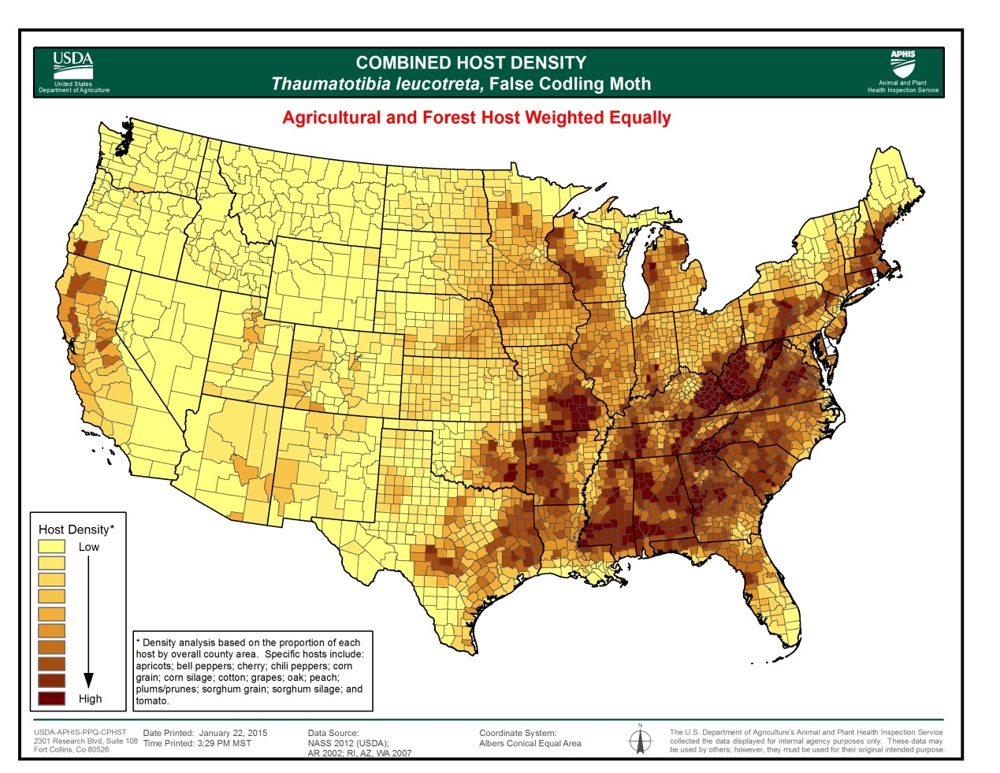 USDA
United States
Department of Agriculture
COMBINED HOST DENSITY
Thaumatotibia leucotreta, False Codling Moth
APHIS
Animal and Plant
Health Inspection Service
Agricultural and Forest Host Weighted Equally
Host Density*
Low
High
* Density analysis based on the proportion of each
host by overall county area. Specific hosts include:
apricots; bell peppers; cherry; chili peppers; corn
grain; corn silage; cotton; grapes; oak; peach;
plums/prunes; sorghum grain; sorghum silage; and
tomato.
USDA-APHIS-PPQ-CPHST
2301 Research Blvd, Suite 108
Fort Collins, Co 80526
Date Printed: January 22, 2015
Time Printed: 3:29 PM MST
Data Source:
NASS 2012 (USDA);
AR 2002; RI, AZ, WA 2007
Coordinate System:
Albers Conical Equal Area
N
The U.S. Department of Agriculture's Animal and Plant Health Inspection Service
collected the data displayed for internal agency purposes only. These data may
be used by others; however, they must be used for their original intended purpose.